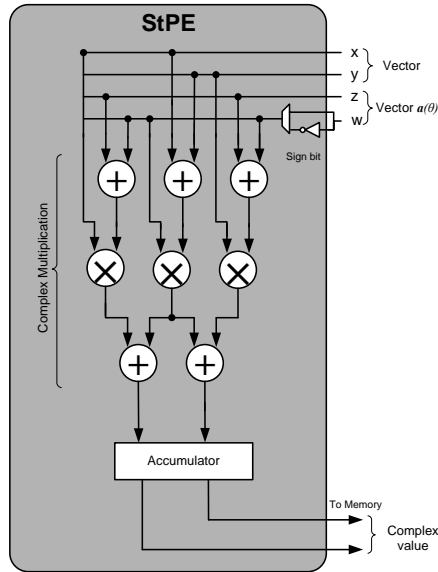 StPE
x
y
Vector
z
w
Vector a(θ)
Sign bit
Complex Multiplication
+
+
+
×
×
×
+
+
Accumulator
To Memory
Complex
value